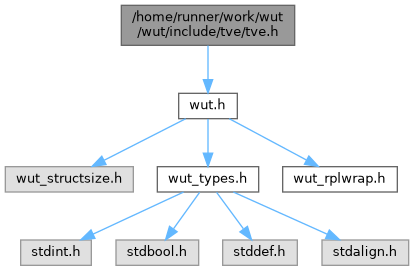 /home/runner/work/wut
/wut/include/tve/tve.h
wut.h
wut_structsize.h
wut_types.h
wut_rplwrap.h
stdint.h
stdbool.h
stddef.h
stdalign.h